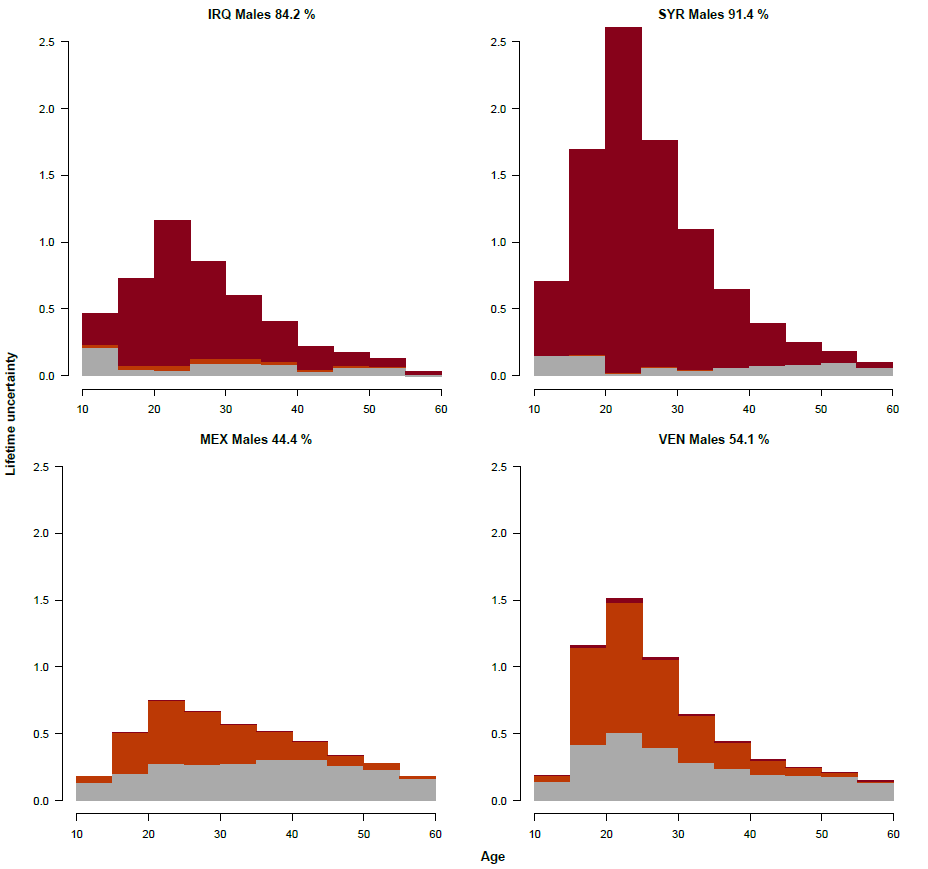 IRQ Males 84.2 %
2.5
2.0
1.5
1.0
0.5
0.0
10 20 30 40 50 60
SYR Males 91.4 %
2.5
2.0
1.5
1.0
0.5
0.0
10 20 30 40 50 60
Lifetime uncertainty
MEX Males 44.4 %
2.5
2.0
1.5
1.0
0.5
0.0
10 20 30 40 50 60
VEN Males 54.1 %
2.5
2.0
1.5
1.0
0.5
0.0
10 20 30 40 50 60
Age